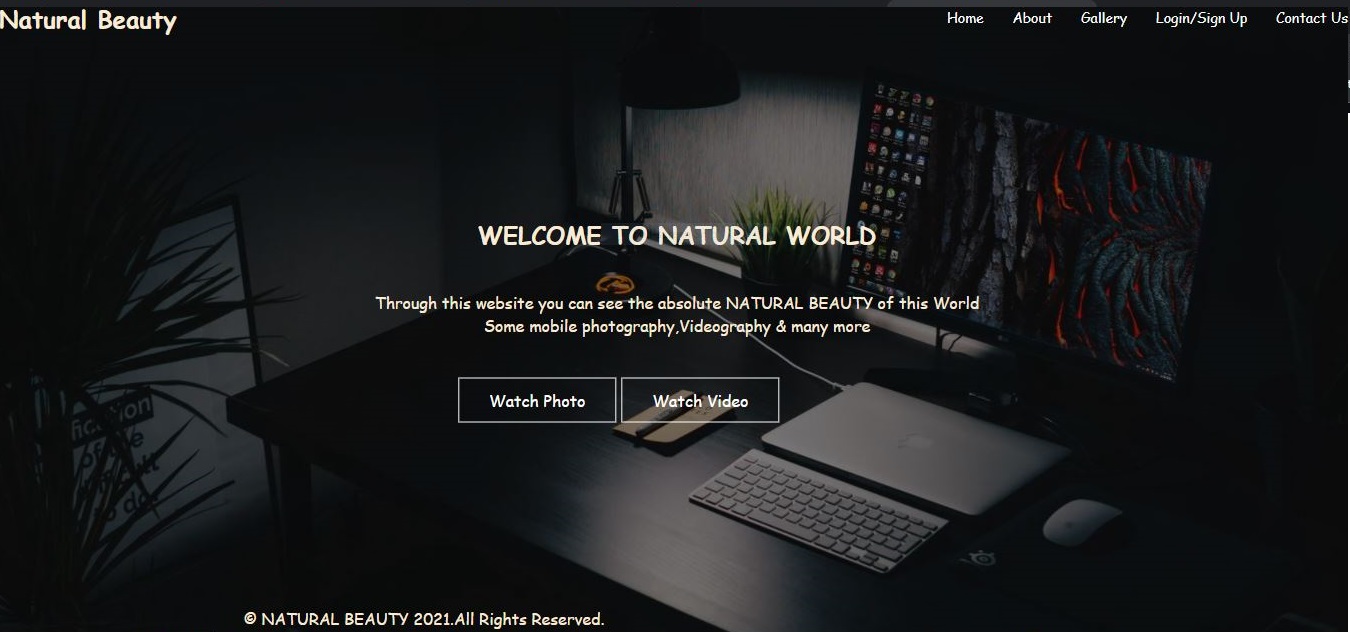 Natural Beauty
Home About Gallery Login/Sign Up Contact Us
WELCOME TO NATURAL WORLD
Through this website you can see the absolute NATURAL BEAUTY of this World
Some mobile photography,Videography & many more
Watch Photo Watch Video
© NATURAL BEAUTY 2021.All Rights Reserved.